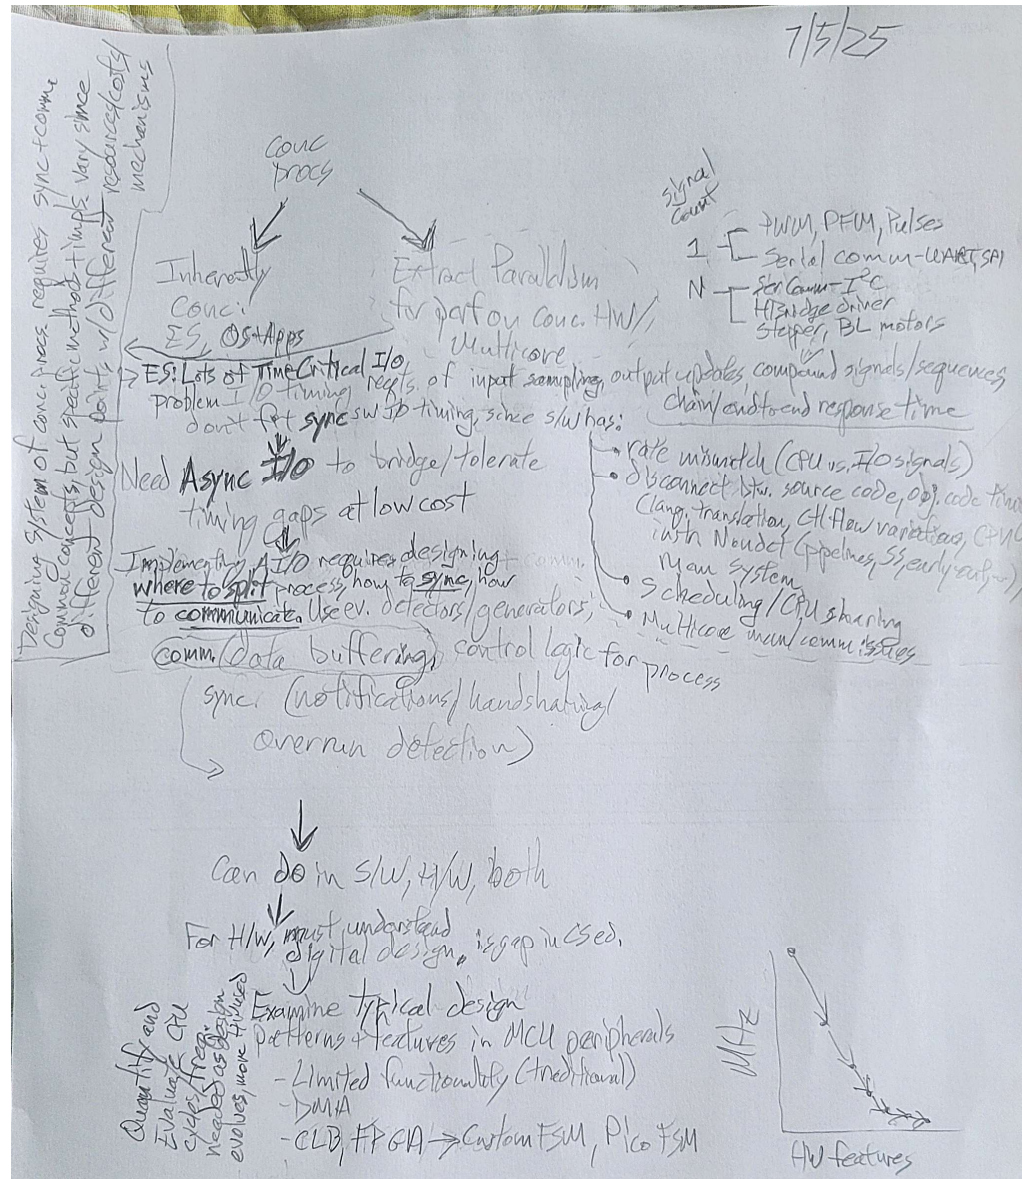 7/5/25
Designing system of conc. procs. requires sync + comm.
Common concepts, but specific methods + timpls vary since
different design points w/ different resources/costs/
mechanisms
conc
procs
Inherently
Conc:
ES, OS+Apps
Extract Parallelism
for perf on conc. HW/
Multicore
signal
count
1
PWM, PFM, Pulses
Serial comm - UART, SPI
N
Ser Comm - I²C
H Bridge driver
Stepper, BL motors
ES: Lots of Time Critical I/O,
problem I/O timing reqts of input sampling, output updates, compound signals/sequences,
chain/end to end response time
don't fit sync sw timing, since s/w has:
rate mismatch (CPU vs. I/O signals)
disconnect btw. source code, obj. code
(lang. translation, ctl flow variations, CPU
Nondet (pipelines, SS, early-out),
mem system,
Scheduling/CPU sharing
Multicore mem/comm issues
Need Async I/O to bridge/tolerate
timing gaps at low cost
Implementing A I/O requires designing
where to split process, how to sync, how
to communicate. Use ev. detectors/generators,
comm. (data buffering), control logic for process
sync. (notifications/handshaking/
overrun detection)
Can do in S/W, H/W, both
For H/W, must understand
digital design, is gap in CS ed.
Examine typical design
patterns + features in MCU peripherals
- Limited functionality (traditional)
- DMA
- CLB, FPGA → Custom FSM, Pico FSM
Quantify and
Evaluate CPU
cycles/freq.
needed as design
evolves, more HW used
MHz
HW features